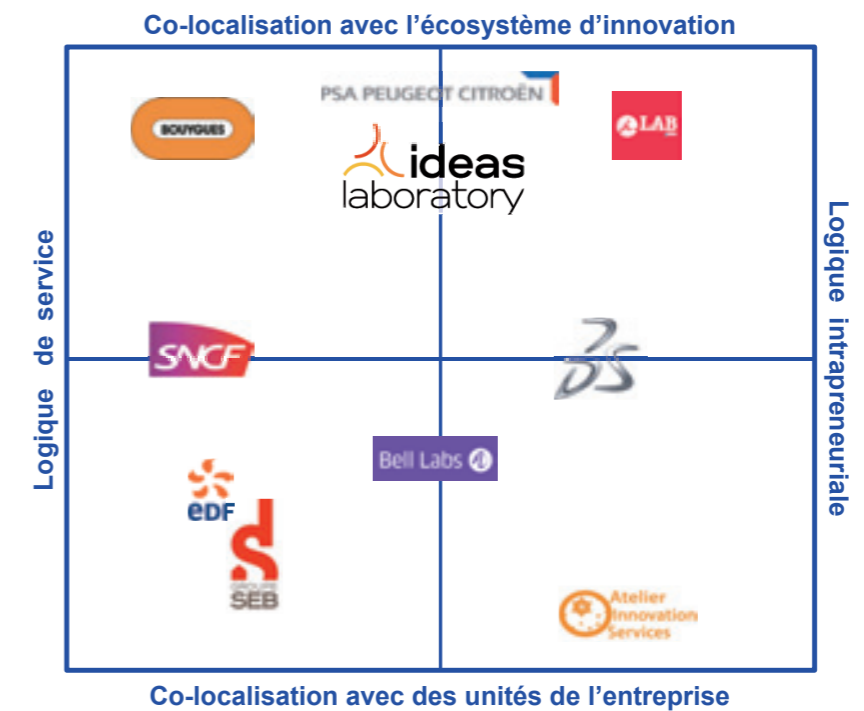 Co-localisation avec l’écosystème d’innovation
PSA PEUGEOT CITROËN
BOUYGUES
LAB
ideas
laboratory
Logique de service
Logique intrapreneuriale
SNCF
DS
Bell Labs
eDF
GROUPE
SEB
Atelier
Innovation
Services
Co-localisation avec des unités de l’entreprise